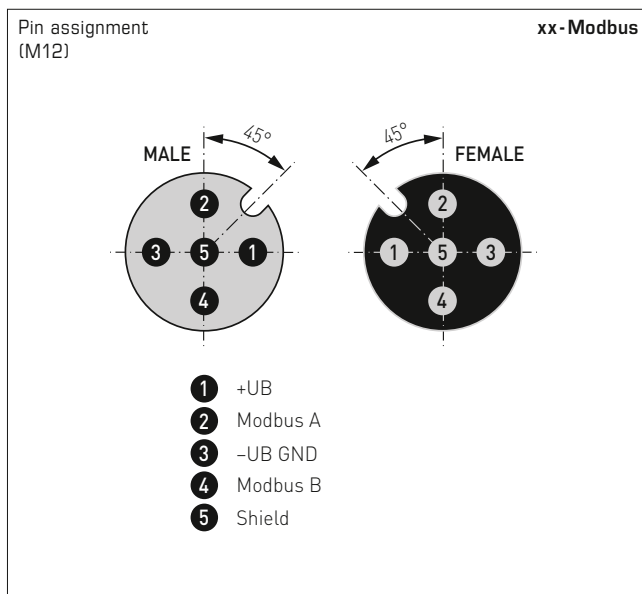 Pin assignment
(M12)
xx-Modbus
45°
45°
MALE
FEMALE
2
3 5 1
4
2
1 5 3
4
1 +UB
2 Modbus A
3 –UB GND
4 Modbus B
5 Shield